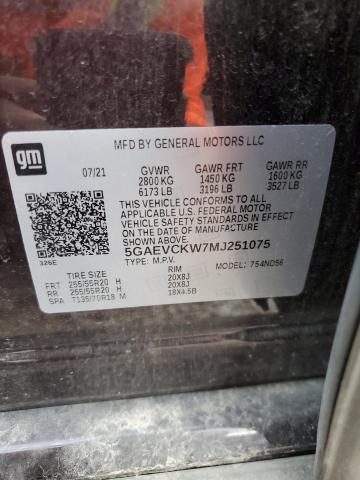 MFD BY GENERAL MOTORS LLC
gm
07/21 GVWR GAWR FRT GAWR RR
2800 KG 1450 KG 1600 KG
6173 LB 3196 LB 3527 LB
THIS VEHICLE CONFORMS TO ALL
APPLICABLE U.S. FEDERAL MOTOR
VEHICLE SAFETY STANDARDS IN EFFECT
ON THE DATE OF MANUFACTURE SHOWN ABOVE.
5GAEVCKW7MJ251075
326E TYPE: M.P.V. MODEL: 754ND56
RIM
FRT 255/55R20 H 20X8J
RR 255/55R20 H 20X8J
SPA T135/70R18 M 18X4.5B